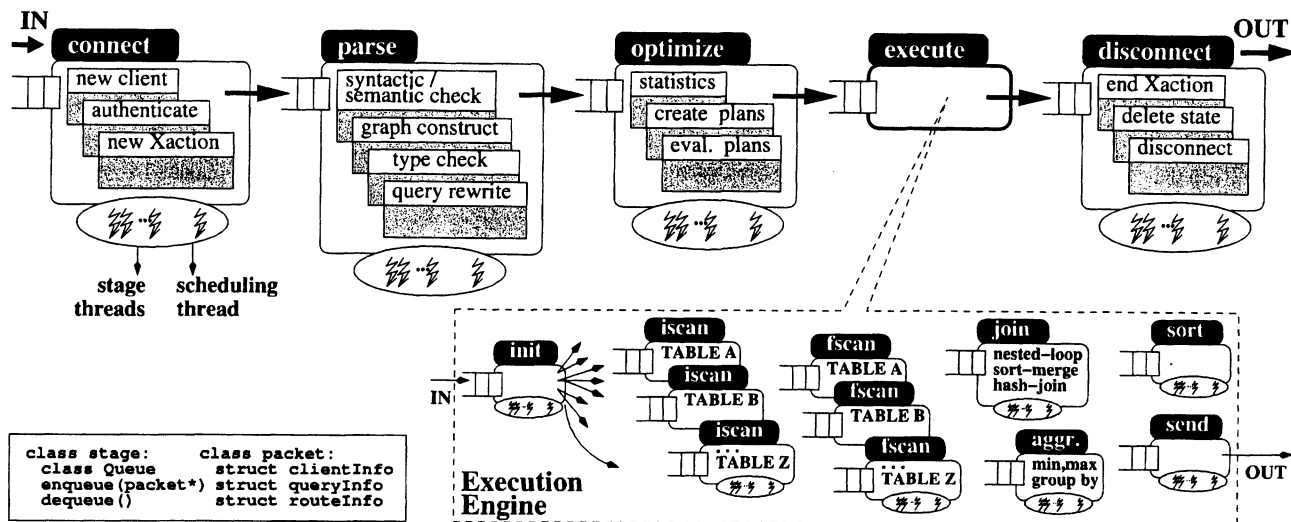 IN
connect
new client
authenticate
new Xaction
stage
threads
scheduling
thread
parse
syntactic /
semantic check
graph construct
type check
query rewrite
optimize
statistics
create plans
eval. plans
execute
disconnect
OUT
end Xaction
delete state
disconnect
IN
init
iscan
TABLE A
iscan
TABLE B
iscan
...
TABLE Z
fscan
TABLE A
fscan
TABLE B
fscan
...
TABLE Z
join
nested-loop
sort-merge
hash-join
aggr.
min,max
group by
sort
send
OUT
Execution
Engine
class stage: class packet:
class Queue struct clientInfo
enqueue(packet*) struct queryInfo
dequeue() struct routeInfo